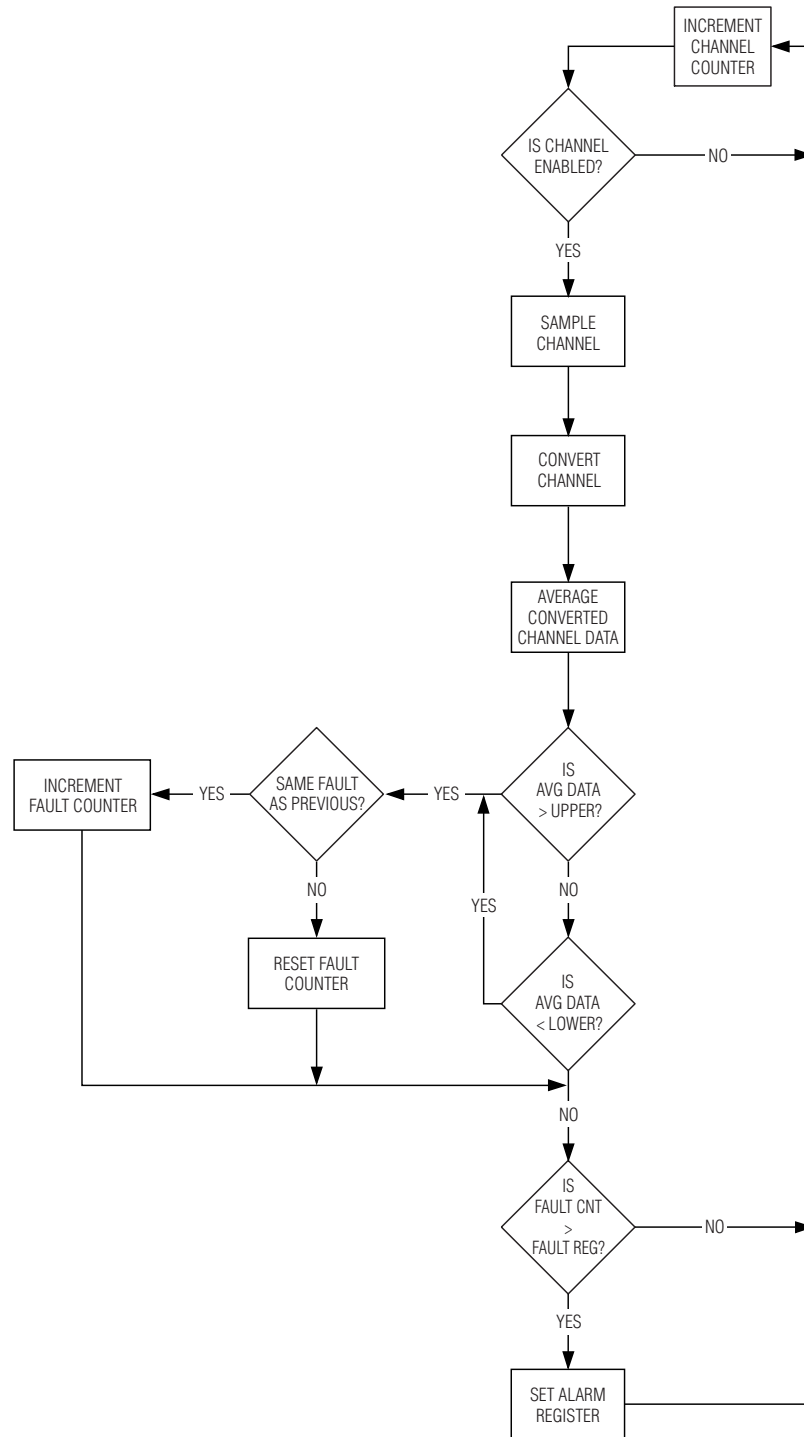 INCREMENT
CHANNEL
COUNTER
IS CHANNEL
ENABLED?
NO
YES
SAMPLE
CHANNEL
CONVERT
CHANNEL
AVERAGE
CONVERTED
CHANNEL DATA
INCREMENT
FAULT COUNTER
YES
SAME FAULT
AS PREVIOUS?
YES
IS
AVG DATA
> UPPER?
NO
YES
NO
RESET FAULT
COUNTER
IS
AVG DATA
< LOWER?
NO
IS
FAULT CNT
>
FAULT REG?
NO
YES
SET ALARM
REGISTER